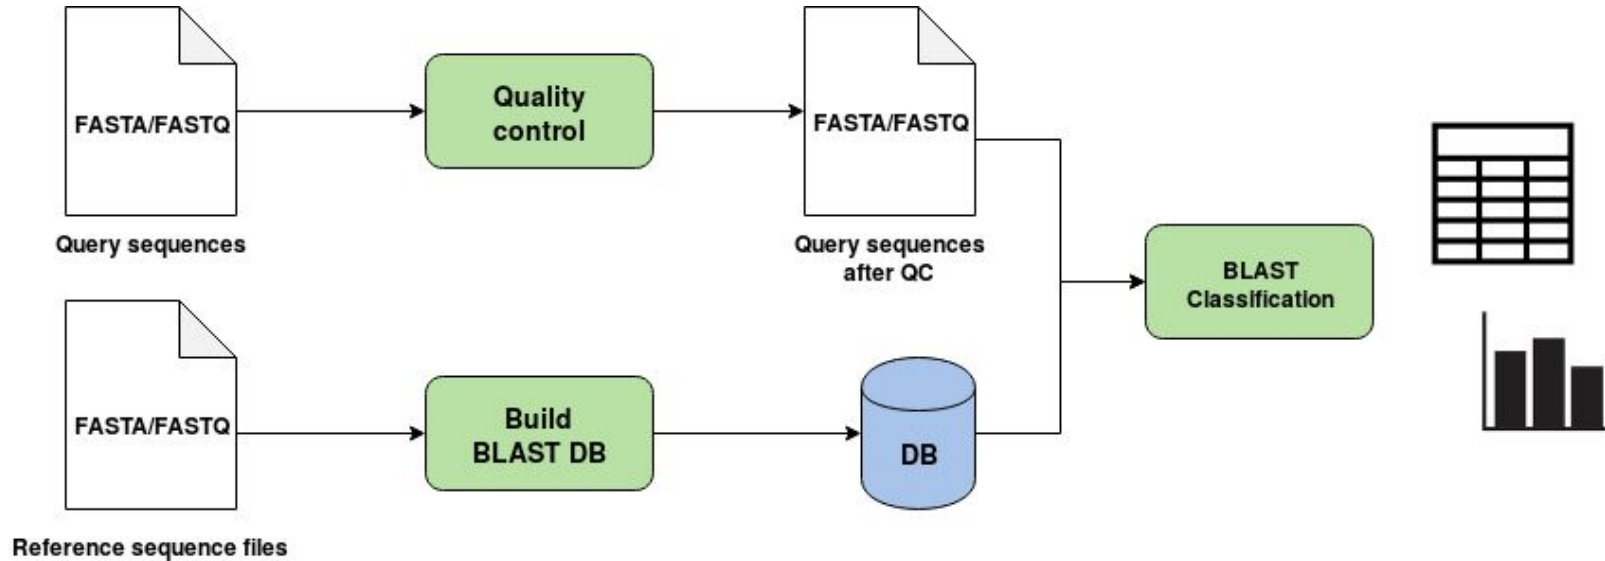 FASTA/FASTQ
Query sequences
Quality
control
FASTA/FASTQ
Query sequences
after QC
BLAST
Classification
FASTA/FASTQ
Reference sequence files
Build
BLAST DB
DB